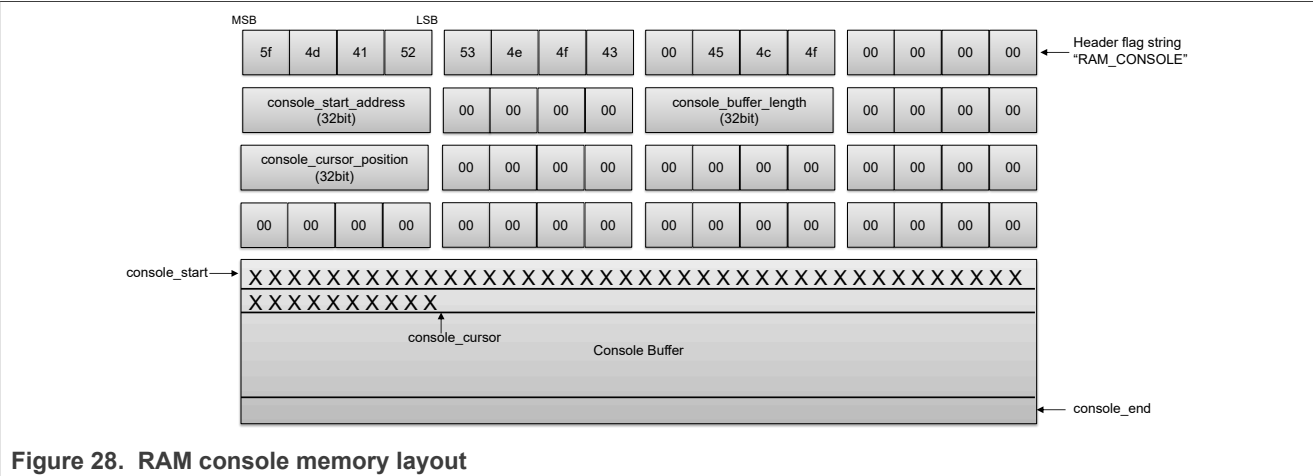 MSB LSB
5f 4d 41 52 53 4e 4f 43 00 45 4c 4f 00 00 00 00
Header flag string
“RAM_CONSOLE”
console_start_address
(32bit)
00 00 00 00
console_buffer_length
(32bit)
00 00 00 00
console_cursor_position
(32bit)
00 00 00 00 00 00 00 00 00 00 00 00
00 00 00 00 00 00 00 00 00 00 00 00 00 00 00 00
console_start
X X X X X X X X X X X X X X X X X X X X X X X X X X X X X X X X X X X X X X X X
X X X X X X X X X X
console_cursor
Console Buffer
console_end
Figure 28. RAM console memory layout